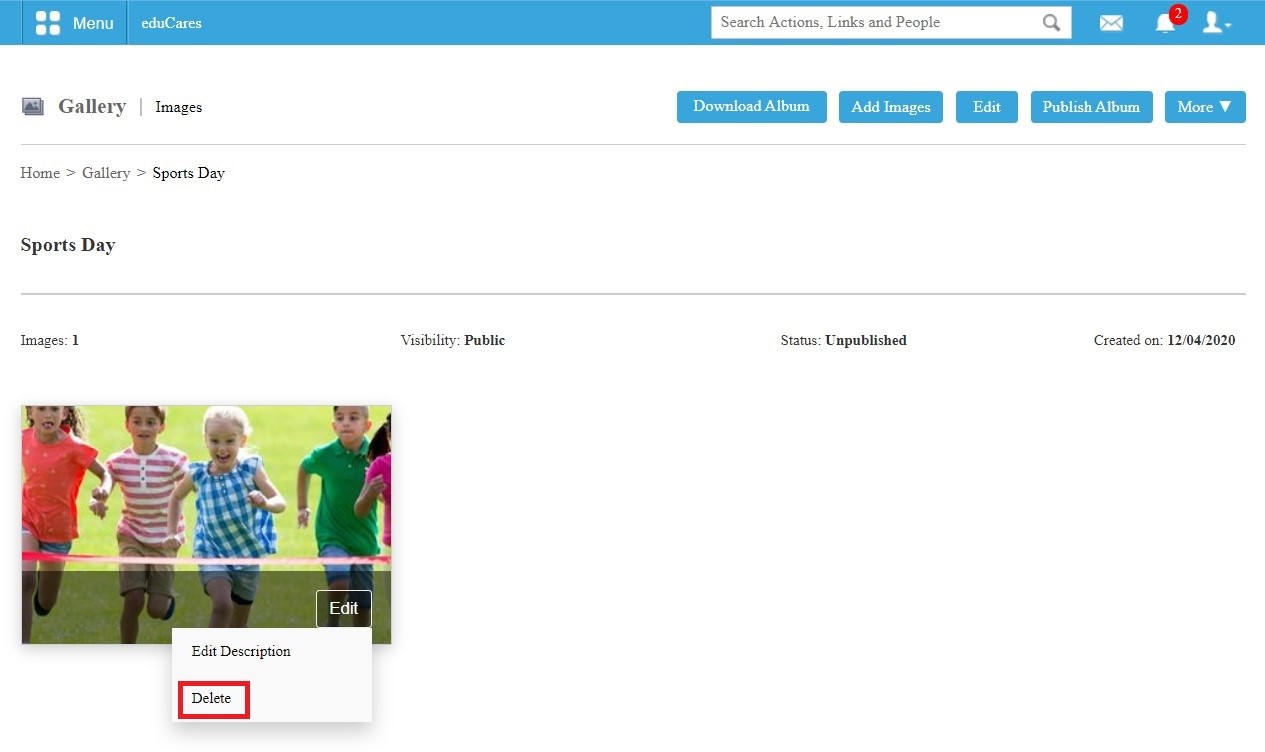 Menu eduCares Search Actions, Links and People 2
Gallery | Images Download Album Add Images Edit Publish Album More ▼
Home > Gallery > Sports Day
Sports Day
Images: 1 Visibility: Public Status: Unpublished Created on: 12/04/2020
Edit
Edit Description
Delete